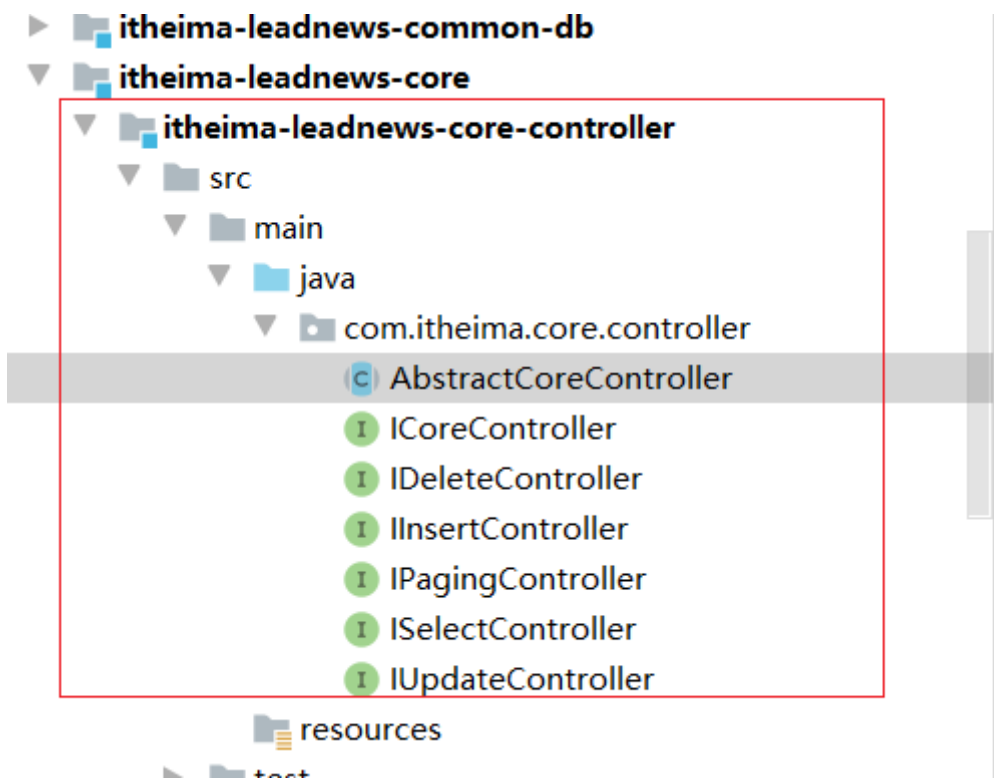 itheima-leadnews-common-db
itheima-leadnews-core
itheima-leadnews-core-controller
src
main
java
com.itheima.core.controller
C AbstractCoreController
I ICoreController
I IDeleteController
I IInsertController
I IPagingController
I ISelectController
I IUpdateController
resources
test